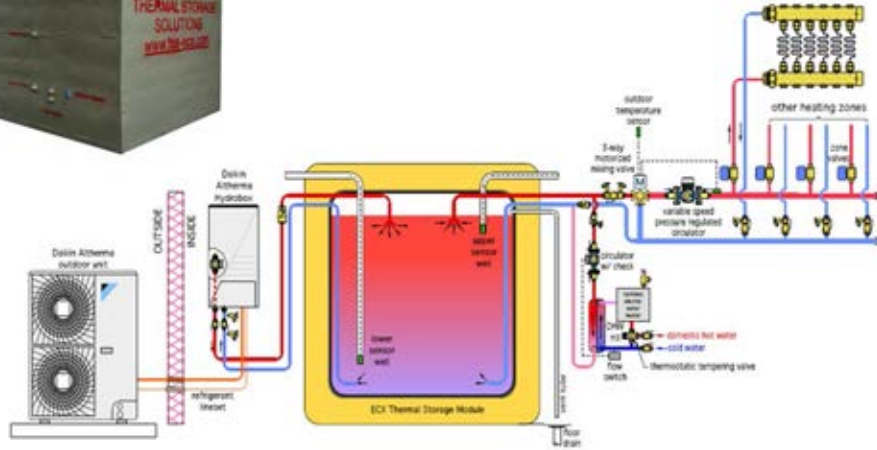 THERMAL STORAGE
SOLUTIONS
outdoor
temperature
sensor
other heating zones
3-way
motorized
mixing valve
zone
valves
Daikin
Altherma
Hydrobox
OUTSIDE
INSIDE
variable speed
pressure regulated
circulator
Daikin Altherma
outdoor unit
upper
sensor
well
circulator
w/ check
lower
sensor
well
DHW
domestic hot water
cold water
flow
switch
thermostatic tempering valve
refrigerant
lineset
ECX Thermal Storage Module
floor
drain